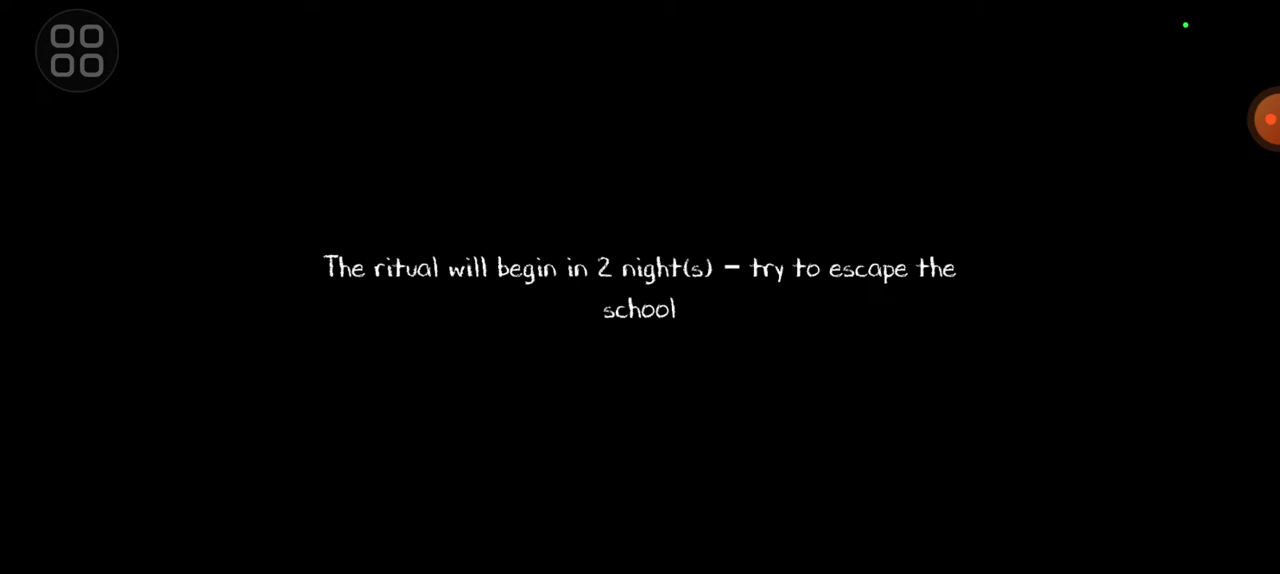 The ritual will begin in 2 night(s) - try to escape the
school